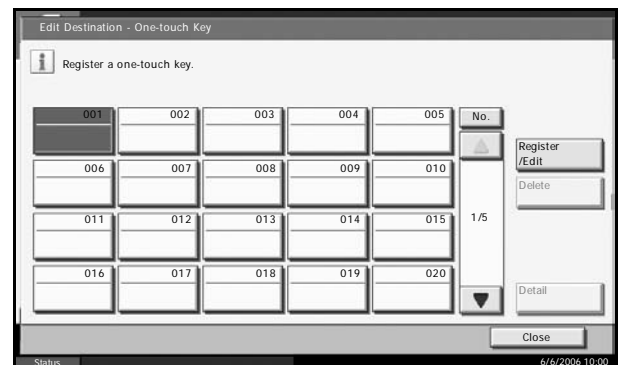 Edit Destination - One-touch Key
i
Register a one-touch key.
001 002 003 004 005 No.
Register
/Edit
006 007 008 009 010
Delete
011 012 013 014 015 1/5
016 017 018 019 020
Detail
Close
Status 6/6/2006 10:00